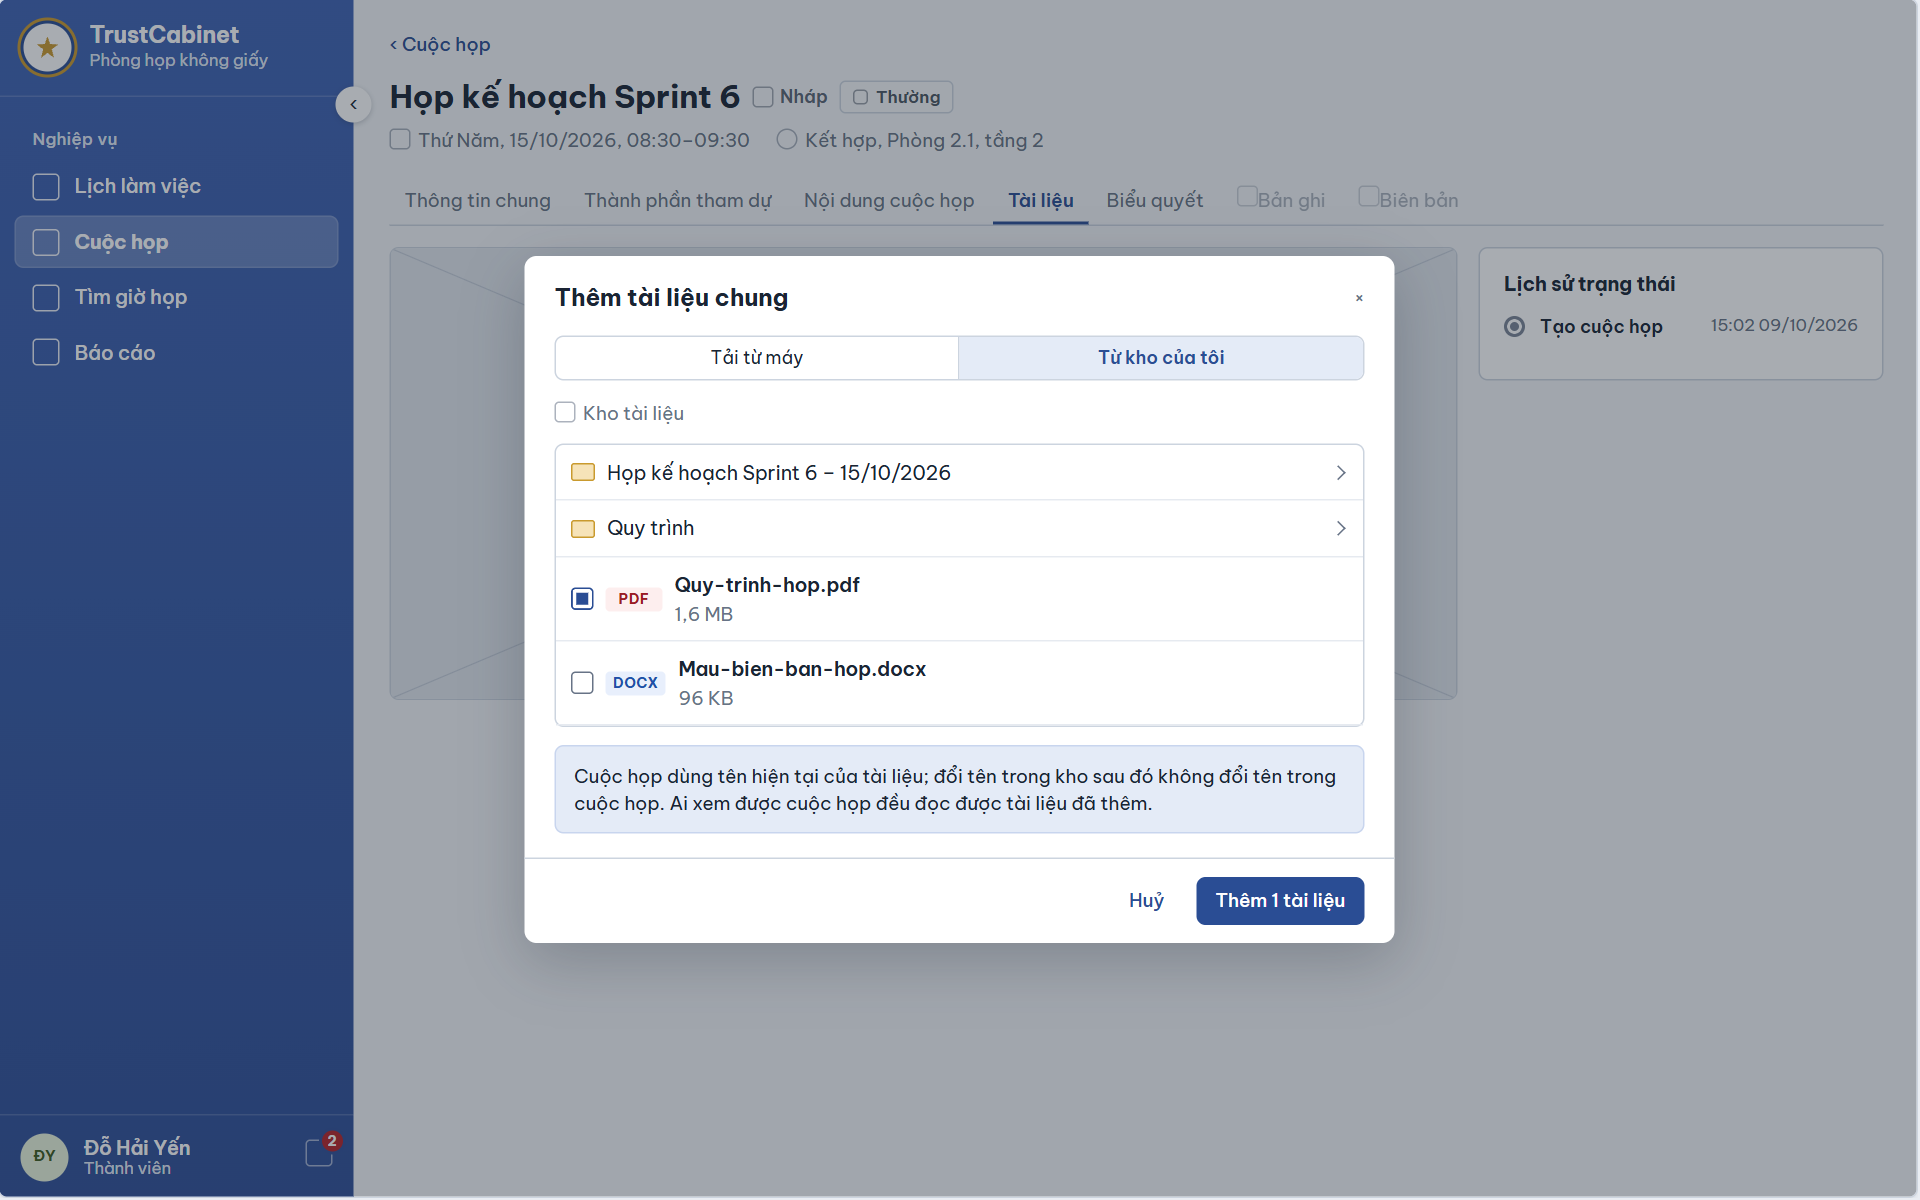 TrustCabinet
Phòng họp không giấy
Nghiệp vụ
Lịch làm việc
Cuộc họp
Tìm giờ họp
Báo cáo
ĐY
Đỗ Hải Yến
Thành viên
2
‹ Cuộc họp
Họp kế hoạch Sprint 6 Nháp Thường
Thứ Năm, 15/10/2026, 08:30–09:30 Kết hợp, Phòng 2.1, tầng 2
Thông tin chung Thành phần tham dự Nội dung cuộc họp Tài liệu Biểu quyết Bản ghi Biên bản
Lịch sử trạng thái
Tạo cuộc họp 15:02 09/10/2026
Thêm tài liệu chung ×
Tải từ máy Từ kho của tôi
Kho tài liệu
Họp kế hoạch Sprint 6 – 15/10/2026
Quy trình
PDF Quy-trinh-hop.pdf
1,6 MB
DOCX Mau-bien-ban-hop.docx
96 KB
Cuộc họp dùng tên hiện tại của tài liệu; đổi tên trong kho sau đó không đổi tên trong
cuộc họp. Ai xem được cuộc họp đều đọc được tài liệu đã thêm.
Huỷ Thêm 1 tài liệu